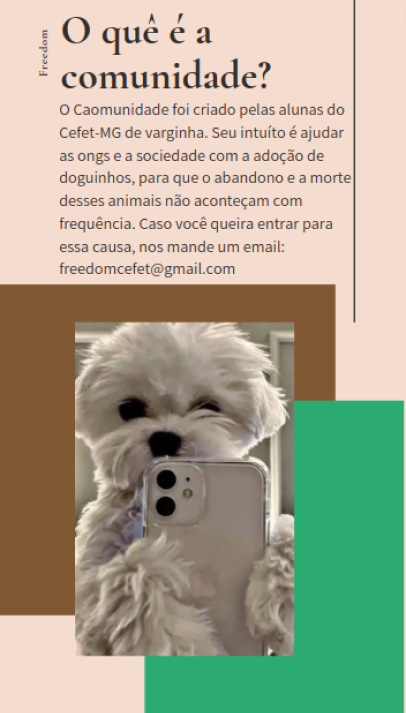 Freedom
O quê é a
comunidade?
O Caomunidade foi criado pelas alunas do
Cefet-MG de varginha. Seu intuíto é ajudar
as ongs e a sociedade com a adoção de
doguinhos, para que o abandono e a morte
desses animais não aconteçam com
frequência. Caso você queira entrar para
essa causa, nos mande um email:
freedomcefet@gmail.com